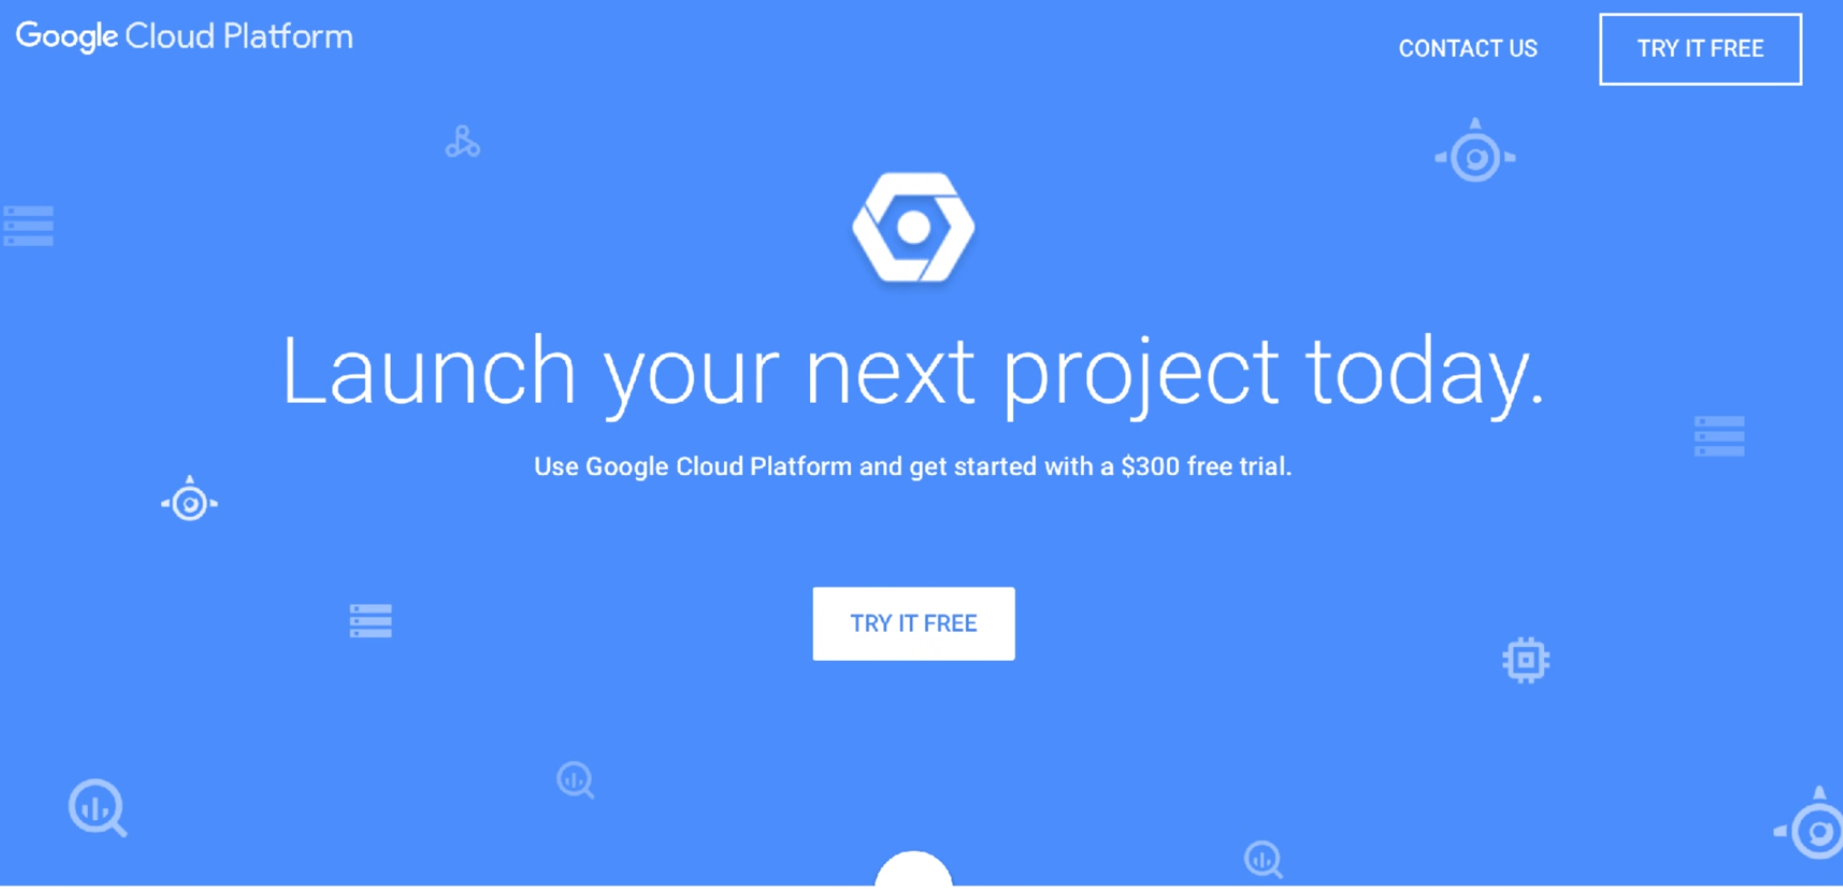 Google Cloud Platform
CONTACT US
TRY IT FREE
Launch your next project today.
Use Google Cloud Platform and get started with a $300 free trial.
TRY IT FREE